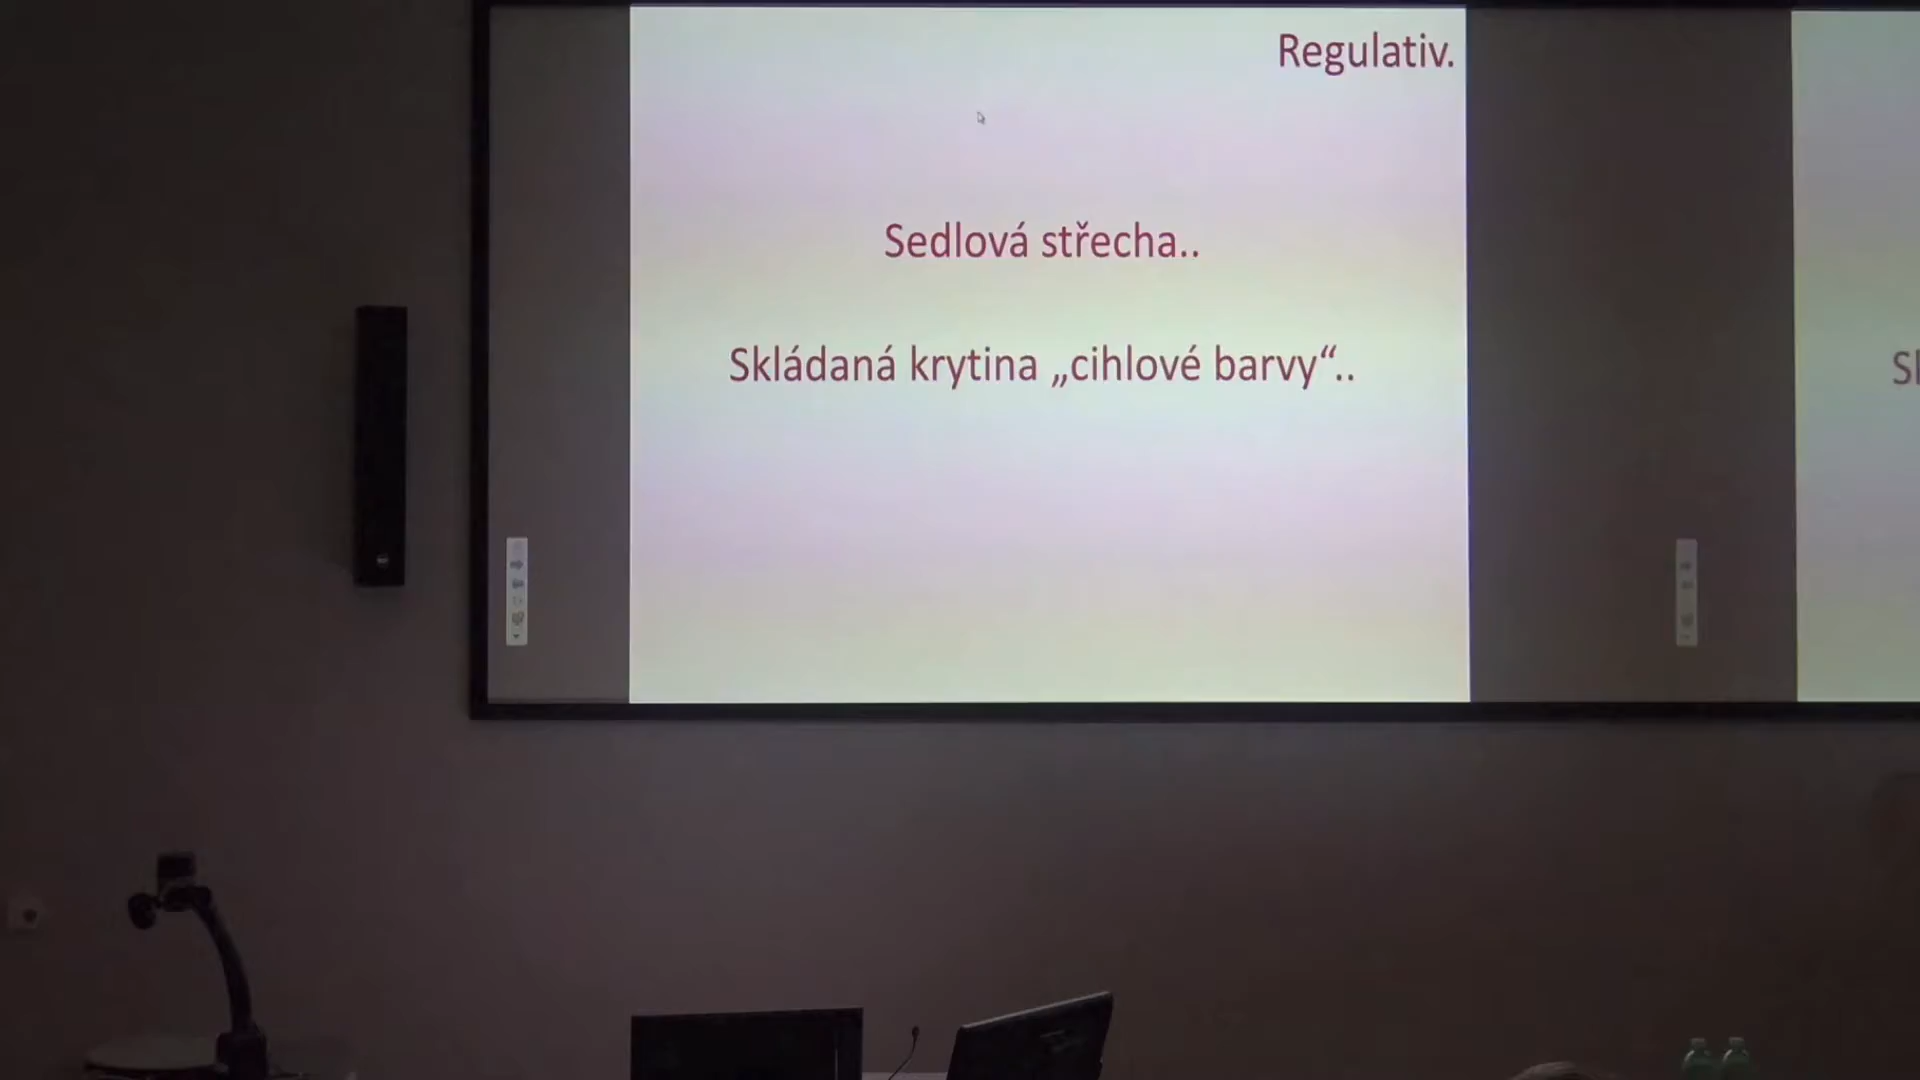 Regulativ.
Sedlová střecha..
Skládaná krytina „cihlové barvy“..